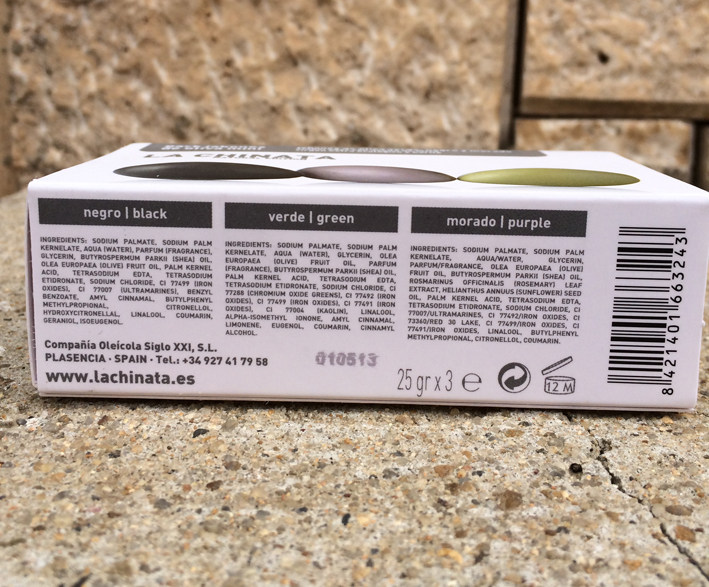 LA CHINATA
negro | black
INGREDIENTS: SODIUM PALMATE, SODIUM PALM
KERNELATE, AQUA (WATER), PARFUM (FRAGRANCE),
GLYCERIN, BUTYROSPERMUM PARKII (SHEA) OIL,
OLEA EUROPAEA (OLIVE) FRUIT OIL, PALM KERNEL
ACID, TETRASODIUM EDTA, TETRASODIUM
ETIDRONATE, SODIUM CHLORIDE, CI 77499 (IRON
OXIDES), CI 77007 (ULTRAMARINES), BENZYL
BENZOATE, AMYL CINNAMAL, BUTYLPHENYL
METHYLPROPIONAL, CITRONELLOL,
HYDROXYCITRONELLAL, LINALOOL, COUMARIN,
GERANIOL, ISOEUGENOL.
verde | green
INGREDIENTS: SODIUM PALMATE, SODIUM PALM
KERNELATE, AQUA (WATER), GLYCERIN, OLEA
EUROPAEA (OLIVE) FRUIT OIL, PARFUM
(FRAGRANCE), BUTYROSPERMUM PARKII (SHEA) OIL,
PALM KERNEL ACID, TETRASODIUM EDTA,
TETRASODIUM ETIDRONATE, SODIUM CHLORIDE, CI
77288 (CHROMIUM OXIDE GREENS), CI 77492 (IRON
OXIDES), CI 77499 (IRON OXIDES), CI 77491 (IRON
OXIDES), CI 77004 (KAOLIN), LINALOOL,
ALPHA-ISOMETHYL IONONE, AMYL CINNAMAL,
LIMONENE, EUGENOL, COUMARIN, CINNAMYL
ALCOHOL.
morado | purple
INGREDIENTS: SODIUM PALMATE, SODIUM PALM
KERNELATE, AQUA/WATER, GLYCERIN,
PARFUM/FRAGRANCE, OLEA EUROPAEA (OLIVE)
FRUIT OIL, BUTYROSPERMUM PARKII (SHEA) OIL,
ROSMARINUS OFFICINALIS (ROSEMARY) LEAF
EXTRACT, HELIANTHUS ANNUUS (SUNFLOWER) SEED
OIL, PALM KERNEL ACID, TETRASODIUM EDTA,
TETRASODIUM ETIDRONATE, SODIUM CHLORIDE, CI
77007/ULTRAMARINES, CI 77492/IRON OXIDES, CI
73360/RED 30 LAKE, CI 77499/IRON OXIDES, CI
77491/IRON OXIDES, LINALOOL, BUTYLPHENYL
METHYLPROPIONAL, CITRONELLOL, COUMARIN.
Compañía Oleícola Siglo XXI, S.L.
PLASENCIA · SPAIN · Tel.: +34 927 41 79 58
www.lachinata.es
010513
25 gr x 3 e
12 M
8 421401 663243